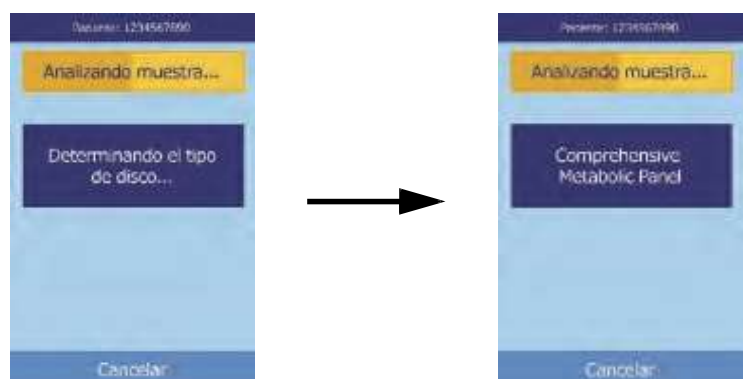 Paciente: 1234567890
Analizando muestra...
Determinando el tipo
de disco...
Cancelar
Paciente: 1234567890
Analizando muestra...
Comprehensive
Metabolic Panel
Cancelar